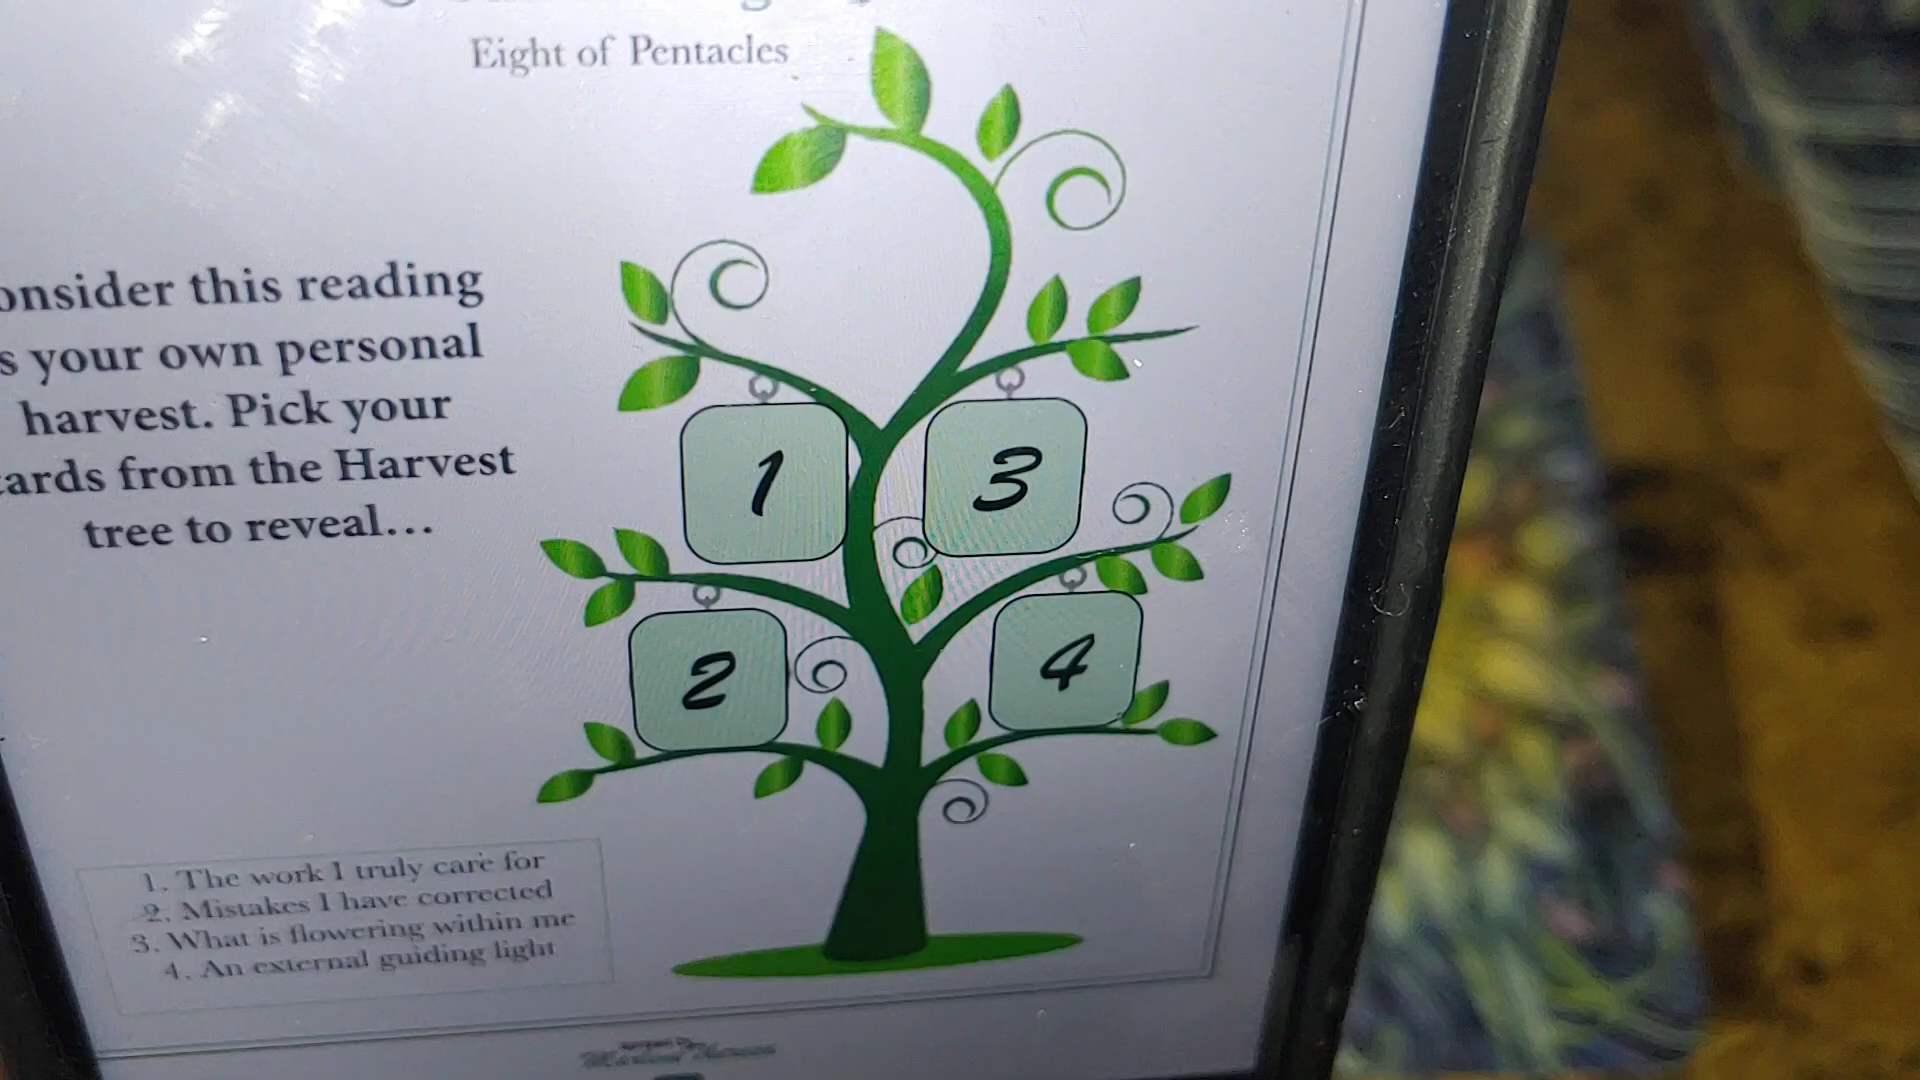 Eight of Pentacles
onsider this reading
s your own personal
harvest. Pick your
cards from the Harvest
tree to reveal...
1
3
2
4
1. The work I truly care for
2. Mistakes I have corrected
3. What is flowering within me
4. An external guiding light